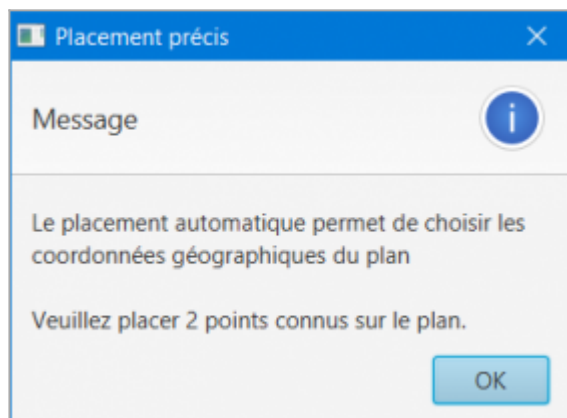 Placement précis
Message
Le placement automatique permet de choisir les
coordonnées géographiques du plan
Veuillez placer 2 points connus sur le plan.
OK